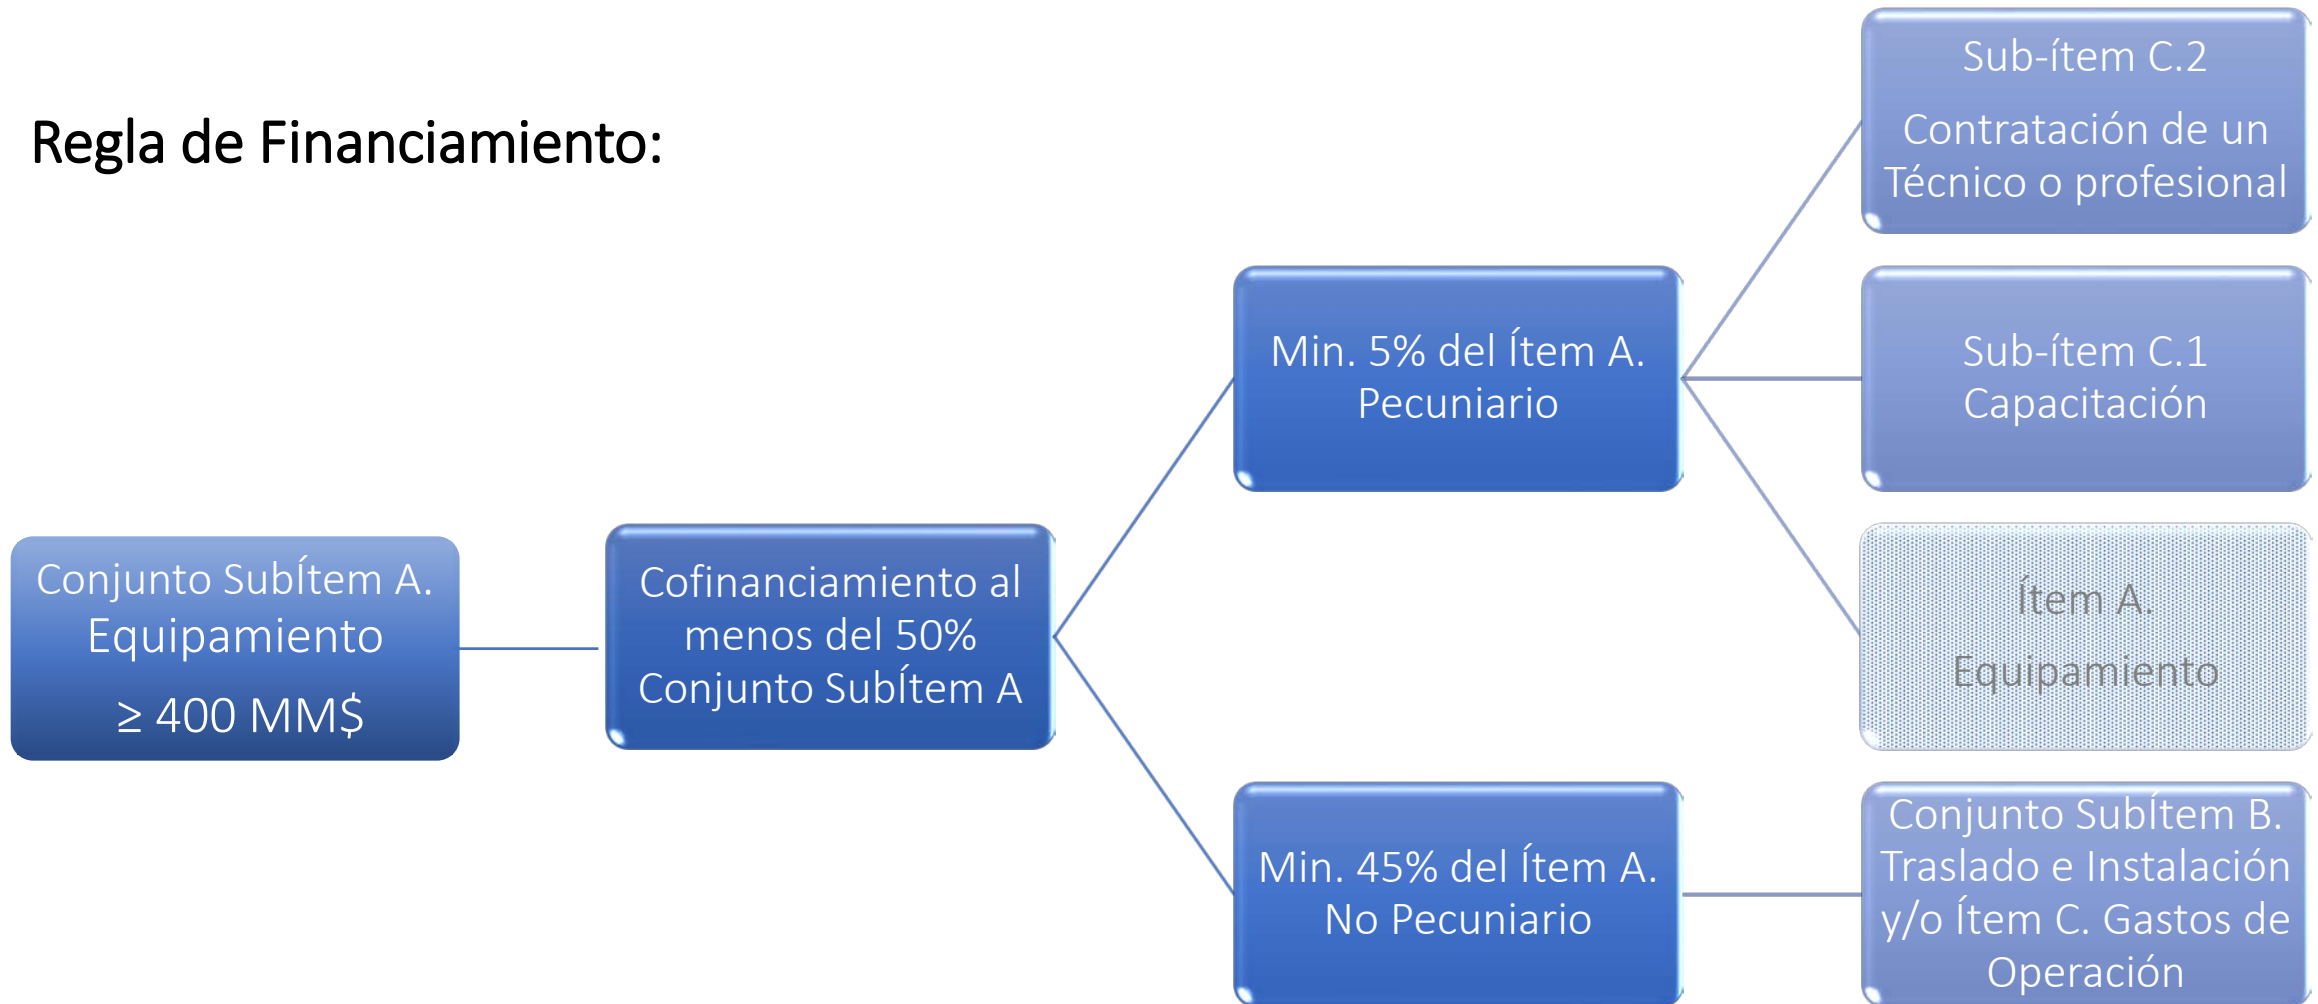 Regla de Financiamiento:
Conjunto SubÍtem A.
Equipamiento
≥ 400 MM$
Cofinanciamiento al
menos del 50%
Conjunto SubÍtem A
Min. 5% del Ítem A.
Pecuniario
Min. 45% del Ítem A.
No Pecuniario
Sub-ítem C.2
Contratación de un
Técnico o profesional
Sub-ítem C.1
Capacitación
Ítem A.
Equipamiento
Conjunto SubÍtem B.
Traslado e Instalación
y/o Ítem C. Gastos de
Operación